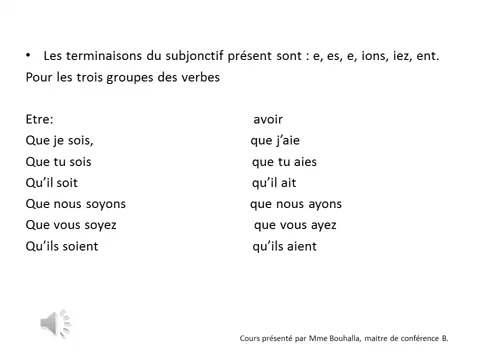 • Les terminaisons du subjonctif présent sont : e, es, e, ions, iez, ent.
Pour les trois groupes des verbes
Etre: avoir
Que je sois, que j’aie
Que tu sois que tu aies
Qu’il soit qu’il ait
Que nous soyons que nous ayons
Que vous soyez que vous ayez
Qu’ils soient qu’ils aient
Cours présenté par Mme Bouhalla, maitre de conférence B.